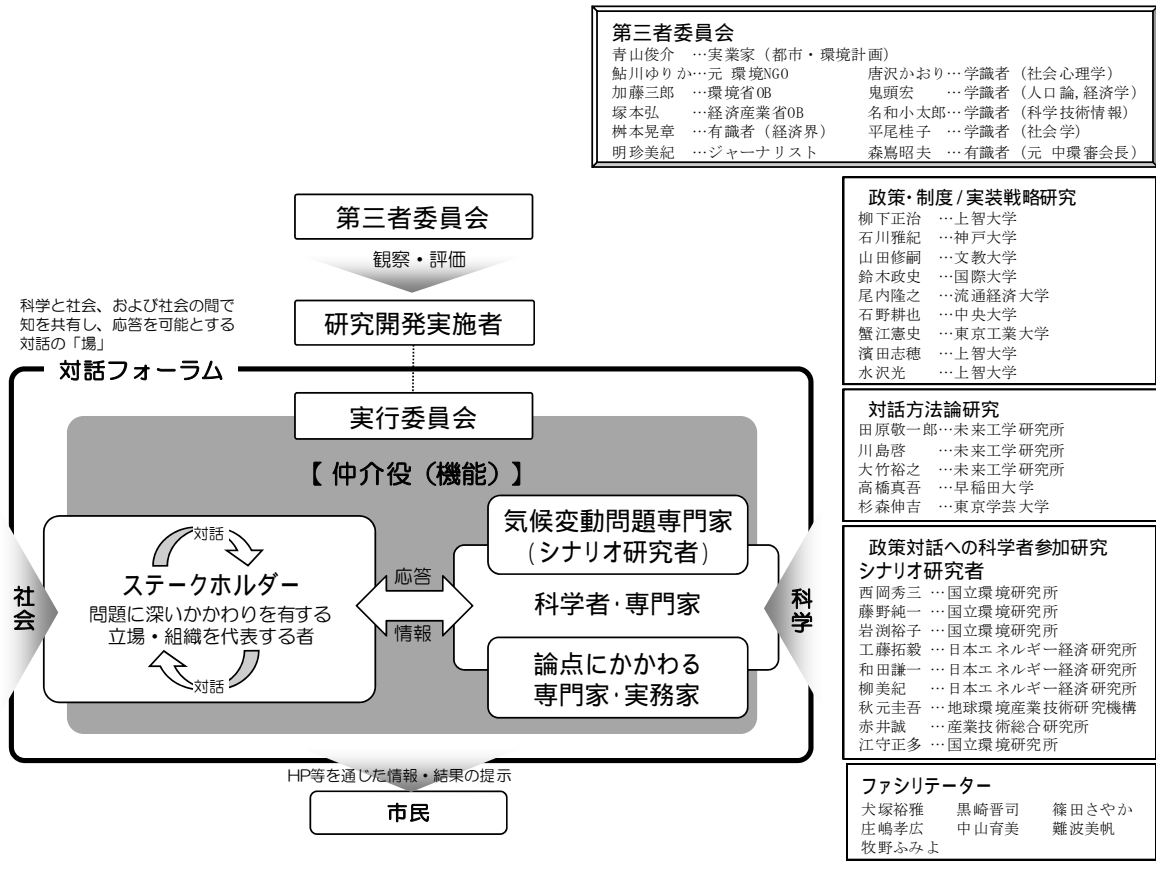 第三者委員会
青山俊介 …実業家（都市・環境計画）
鮎川ゆりか…元 環境NGO 唐沢かおり…学識者（社会心理学）
加藤三郎 …環境省OB 鬼頭宏 …学識者（人口論,経済学）
塚本弘 …経済産業省OB 名和小太郎…学識者（科学技術情報）
桝本晃章 …有識者（経済界） 平尾桂子 …学識者（社会学）
明珍美紀 …ジャーナリスト 森嶌昭夫 …有識者（元 中環審会長）
第三者委員会
観察・評価
研究開発実施者
科学と社会、および社会の間で
知を共有し、応答を可能とする
対話の「場」
対話フォーラム
実行委員会
【 仲介役（機能）】
対話
ステークホルダー
問題に深いかかわりを有する
立場・組織を代表する者
対話
社会
応答
情報
気候変動問題専門家
（シナリオ研究者）
科学者・専門家
論点にかかわる
専門家・実務家
科学
HP等を通じた情報・結果の提示
市民
政策・制度/実装戦略研究
柳下正治 …上智大学
石川雅紀 …神戸大学
山田修嗣 …文教大学
鈴木政史 …国際大学
尾内隆之 …流通経済大学
石野耕也 …中央大学
蟹江憲史 …東京工業大学
濱田志穂 …上智大学
水沢光 …上智大学
対話方法論研究
田原敬一郎…未来工学研究所
川島啓 …未来工学研究所
大竹裕之 …未来工学研究所
高橋真吾 …早稲田大学
杉森伸吉 …東京学芸大学
政策対話への科学者参加研究
シナリオ研究者
西岡秀三 …国立環境研究所
藤野純一 …国立環境研究所
岩渕裕子 …国立環境研究所
工藤拓毅 …日本エネルギー経済研究所
和田謙一 …日本エネルギー経済研究所
柳美紀 …日本エネルギー経済研究所
秋元圭吾 …地球環境産業技術研究機構
赤井誠 …産業技術総合研究所
江守正多 …国立環境研究所
ファシリテーター
犬塚裕雅 黒崎晋司 篠田さやか
庄嶋孝広 中山育美 難波美帆
牧野ふみよ